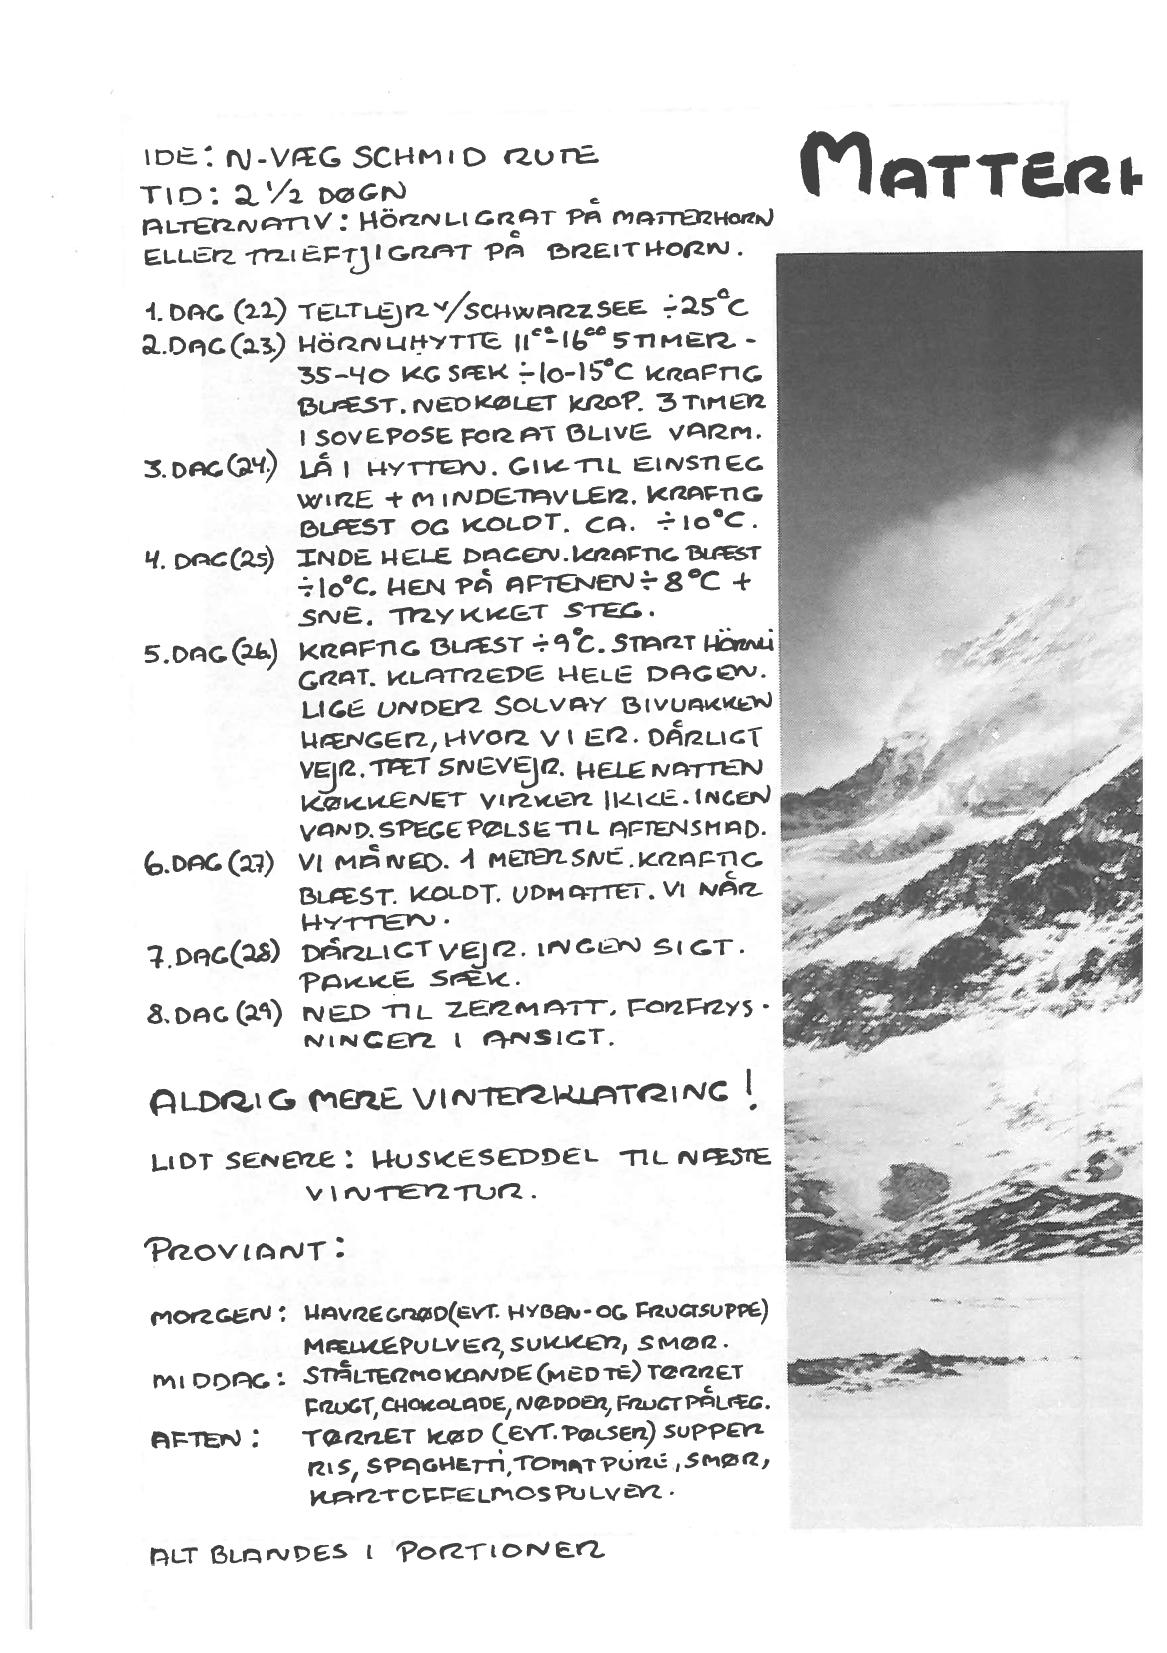 MATTERH
IDE: N-VÆG SCHMID RUTE
TID: 2 1/2 DØGN
ALTERNATIV: HÖRNLIGRAT PÅ MATTERHORN
ELLER TRIEFTJIGRAT PÅ BREITHORN.
1. DAG (22) TELTLEJR V/SCHWARZSEE ÷25°C
2. DAG (23.) HÖRNLIHYTTE 11⁰⁰-16⁰⁰ 5 TIMER -
35-40 KG SÆK ÷10-15°C KRAFTIG
BLÆST. NEDKØLET KROP. 3 TIMER
I SOVEPOSE FOR AT BLIVE VARM.
3. DAG (24.) LÅ I HYTTEN. GIK TIL EINSTIEG
WIRE + MINDETAVLER. KRAFTIG
BLÆST OG KOLDT. CA. ÷10°C.
4. DAG (25) INDE HELE DAGEN. KRAFTIG BLÆST
÷10°C. HEN PÅ AFTENEN ÷8°C +
SNE. TRYKKET STEG.
5. DAG (26.) KRAFTIG BLÆST ÷9°C. START HÖRNLI
GRAT. KLATREDE HELE DAGEN.
LIGE UNDER SOLVAY BIVUAKKEN
HÆNGER, HVOR VI ER. DÅRLIGT
VEJR. TÆT SNEVEJR. HELE NATTEN
KØKKENET VIRKER IKKE. INGEN
VAND. SPEGEPØLSE TIL AFTENSMAD.
6. DAG (27) VI MÅ NED. 1 METER SNE. KRAFTIG
BLÆST. KOLDT. UDMATTET. VI NÅR
HYTTEN.
7. DAG (28) DÅRLIGT VEJR. INGEN SIGT.
PAKKE SÆK.
8. DAG (29) NED TIL ZERMATT. FORFRYS-
NINGER I ANSIGT.
ALDRIG MERE VINTERKLATRING!
LIDT SENERE: HUSKESEDDEL TIL NÆSTE
VINTERTUR.
PROVIANT:
MORGEN: HAVREGRØD (EVT. HYBEN- OG FRUGTSUPPE)
MÆLKEPULVER, SUKKER, SMØR.
MIDDAG: STÅLTERMOKANDE (MED TE) TØRRET
FRUGT, CHOKOLADE, NØDDER, FRUGTPÅLÆG.
AFTEN: TØRRET KØD (EVT. PØLSER) SUPPER
RIS, SPAGHETTI, TOMATPURÉ, SMØR,
KARTOFFELMOSPULVER.
ALT BLANDES I PORTIONER